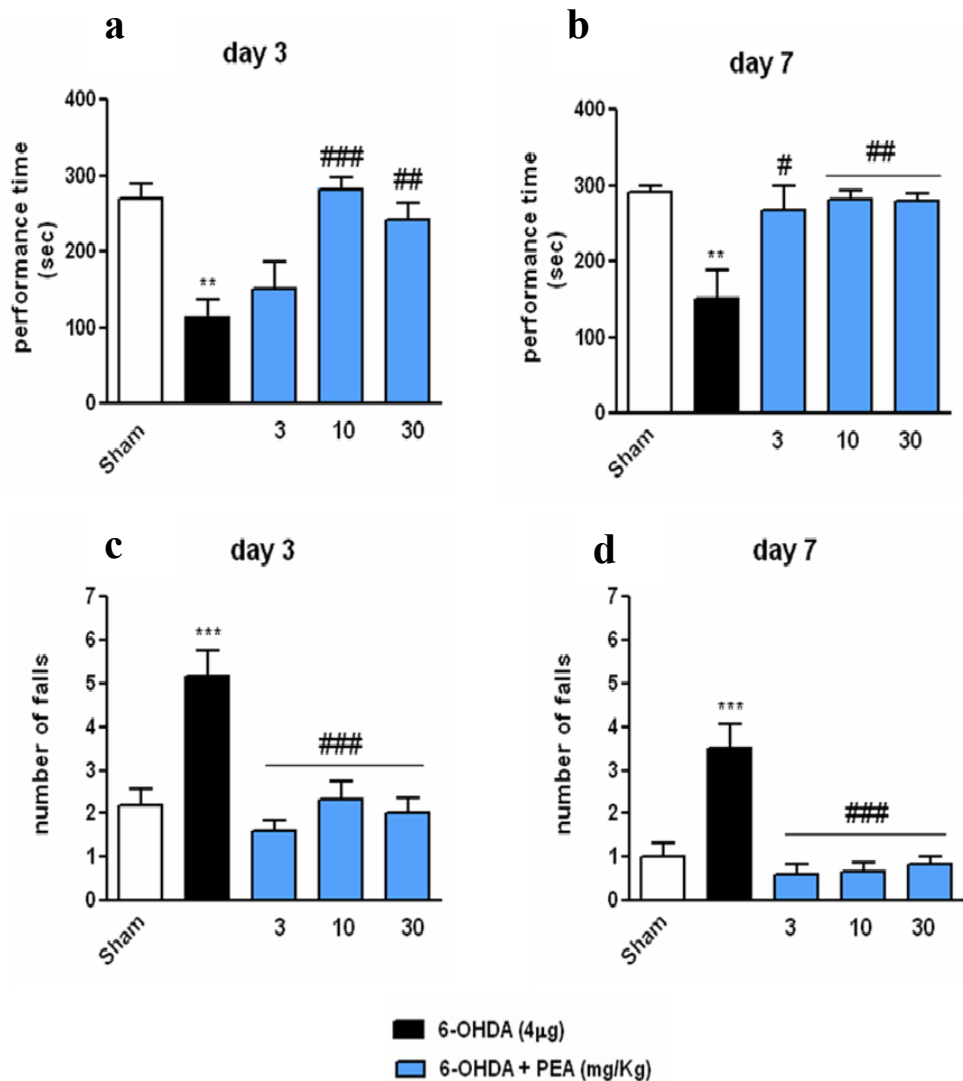 a
day 3
performance time
(sec)
400
300
200
100
0
**
###
##
Sham
3
10
30
b
day 7
performance time
(sec)
400
300
200
100
0
**
#
##
Sham
3
10
30
c
day 3
number of falls
7
6
5
4
3
2
1
0
***
###
Sham
3
10
30
d
day 7
number of falls
7
6
5
4
3
2
1
0
***
###
Sham
3
10
30
6-OHDA (4µg)
6-OHDA + PEA (mg/Kg)